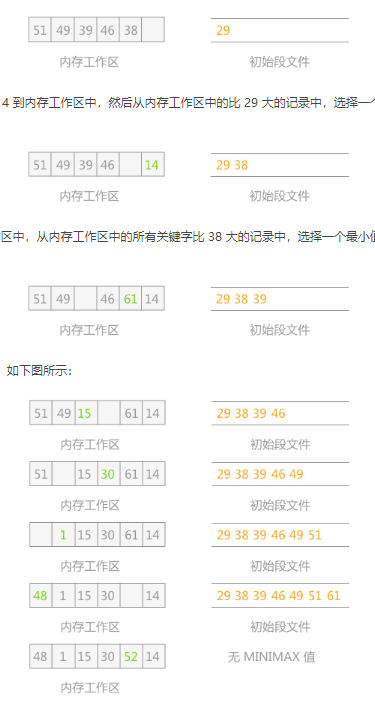 51 49 39 46 38 29
内存工作区 初始段文件
4 到内存工作区中，然后从内存工作区中的比 29 大的记录中，选择一个
51 49 39 46 14 29 38
内存工作区 初始段文件
区中，从内存工作区中的所有关键字比 38 大的记录中，选择一个最小值
51 49 46 61 14 29 38 39
内存工作区 初始段文件
如下图所示：
51 49 15 61 14 29 38 39 46
内存工作区 初始段文件
51 15 30 61 14 29 38 39 46 49
内存工作区 初始段文件
1 15 30 61 14 29 38 39 46 49 51
内存工作区 初始段文件
48 1 15 30 14 29 38 39 46 49 51 61
内存工作区 初始段文件
48 1 15 30 52 14 无 MINIMAX 值
内存工作区